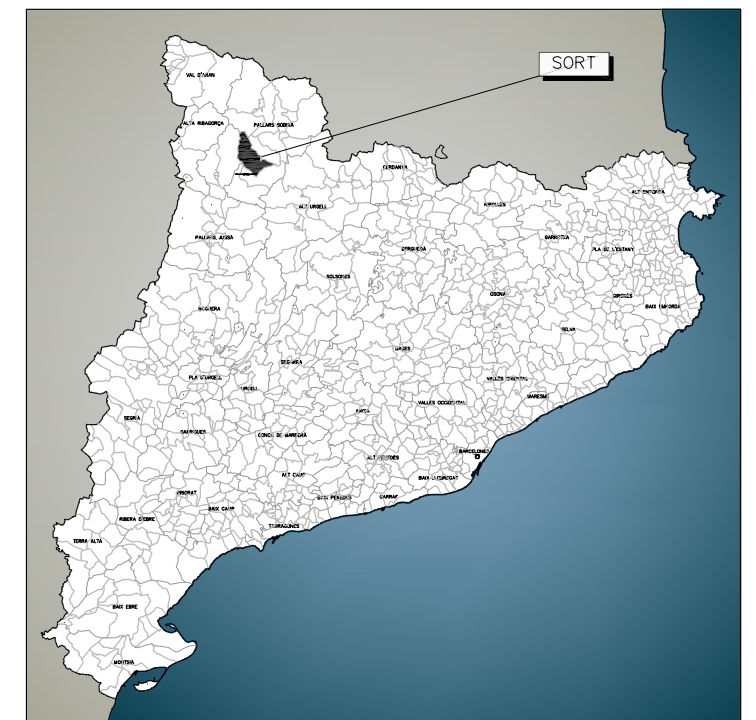 SORT
VAL D'ARAN
ALTA RIBAGORÇA
PALLARS SOBIRÀ
CERDANYA
ALT EMPORDÀ
ALT URGELL
RIPOLLÈS
PALLARS JUSSÀ
GARROTXA
BERGUEDÀ
PLA DE L'ESTANY
SOLSONÈS
OSONA
GIRONÈS
BAIX EMPORDÀ
NOGUERA
SELVA
BAGES
SEGARRA
PLA D'URGELL
VALLÈS ORIENTAL
URGELL
MARESME
VALLÈS OCCIDENTAL
ANOIA
SEGRIÀ
GARRIGUES
CONCA DE BARBERÀ
BARCELONÈS
ALT PENEDÈS
ALT CAMP
BAIX LLOBREGAT
PRIORAT
BAIX PENEDÈS
GARRAF
BAIX CAMP
RIBERA D'EBRE
TARRAGONÈS
TERRA ALTA
BAIX EBRE
MONTSIÀ